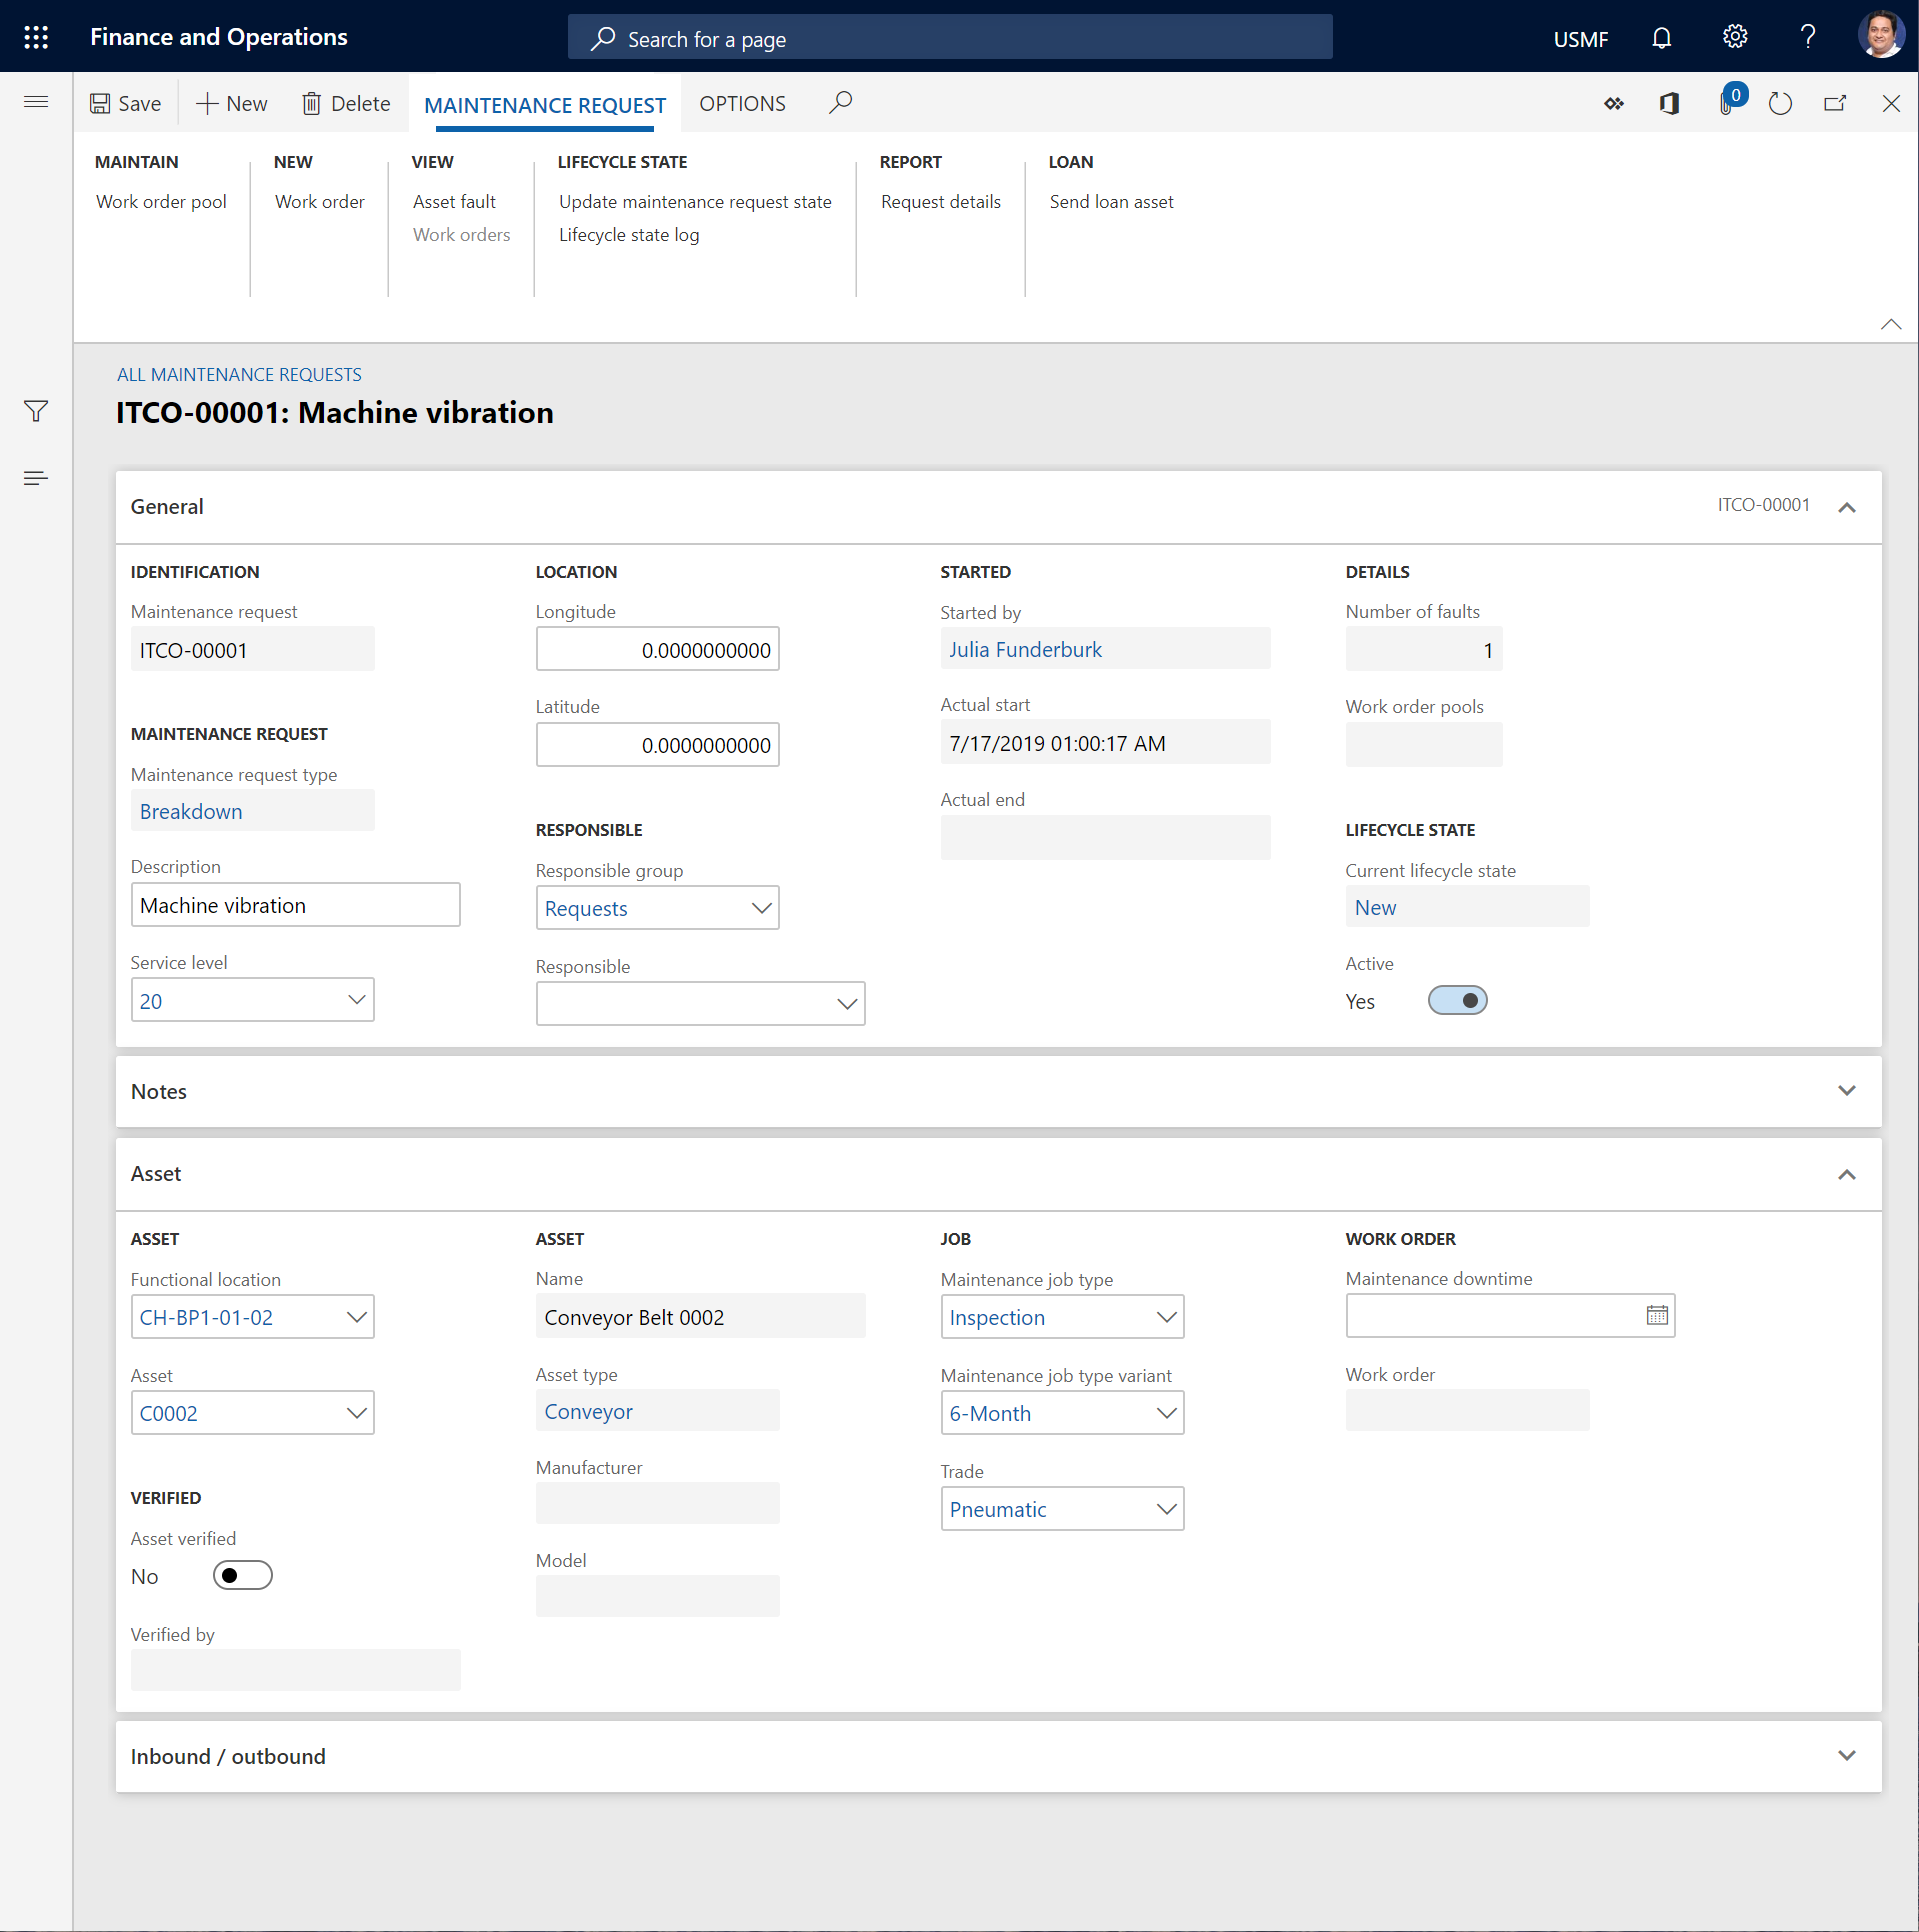 Finance and Operations
Search for a page
USMF
Save
New
Delete
MAINTENANCE REQUEST
OPTIONS
0
MAINTAIN
Work order pool
NEW
Work order
VIEW
Asset fault
Work orders
LIFECYCLE STATE
Update maintenance request state
Lifecycle state log
REPORT
Request details
LOAN
Send loan asset
ALL MAINTENANCE REQUESTS
ITCO-00001: Machine vibration
General
ITCO-00001
IDENTIFICATION
Maintenance request
ITCO-00001
MAINTENANCE REQUEST
Maintenance request type
Breakdown
Description
Machine vibration
Service level
20
LOCATION
Longitude
0.0000000000
Latitude
0.0000000000
RESPONSIBLE
Responsible group
Requests
Responsible
STARTED
Started by
Julia Funderburk
Actual start
7/17/2019 01:00:17 AM
Actual end
DETAILS
Number of faults
1
Work order pools
LIFECYCLE STATE
Current lifecycle state
New
Active
Yes
Notes
Asset
ASSET
Functional location
CH-BP1-01-02
Asset
C0002
VERIFIED
Asset verified
No
Verified by
ASSET
Name
Conveyor Belt 0002
Asset type
Conveyor
Manufacturer
Model
JOB
Maintenance job type
Inspection
Maintenance job type variant
6-Month
Trade
Pneumatic
WORK ORDER
Maintenance downtime
Work order
Inbound / outbound